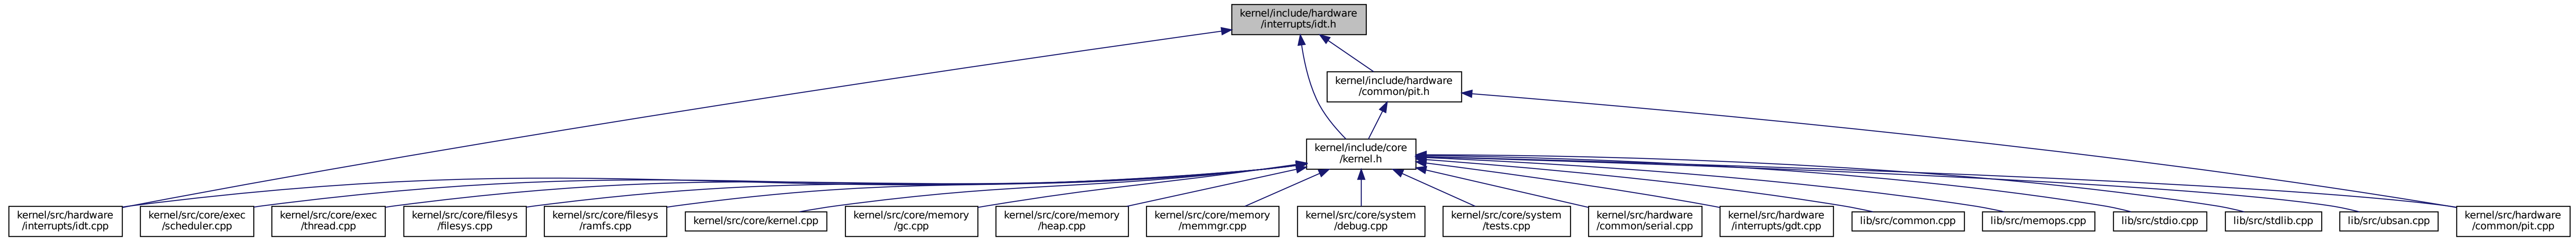 kernel/include/hardware
/interrupts/idt.h
kernel/include/hardware
/common/pit.h
kernel/include/core
/kernel.h
kernel/src/hardware
/interrupts/idt.cpp
kernel/src/core/exec
/scheduler.cpp
kernel/src/core/exec
/thread.cpp
kernel/src/core/filesys
/filesys.cpp
kernel/src/core/filesys
/ramfs.cpp
kernel/src/core/kernel.cpp
kernel/src/core/memory
/gc.cpp
kernel/src/core/memory
/heap.cpp
kernel/src/core/memory
/memmgr.cpp
kernel/src/core/system
/debug.cpp
kernel/src/core/system
/tests.cpp
kernel/src/hardware
/common/serial.cpp
kernel/src/hardware
/interrupts/gdt.cpp
lib/src/common.cpp
lib/src/memops.cpp
lib/src/stdio.cpp
lib/src/stdlib.cpp
lib/src/ubsan.cpp
kernel/src/hardware
/common/pit.cpp